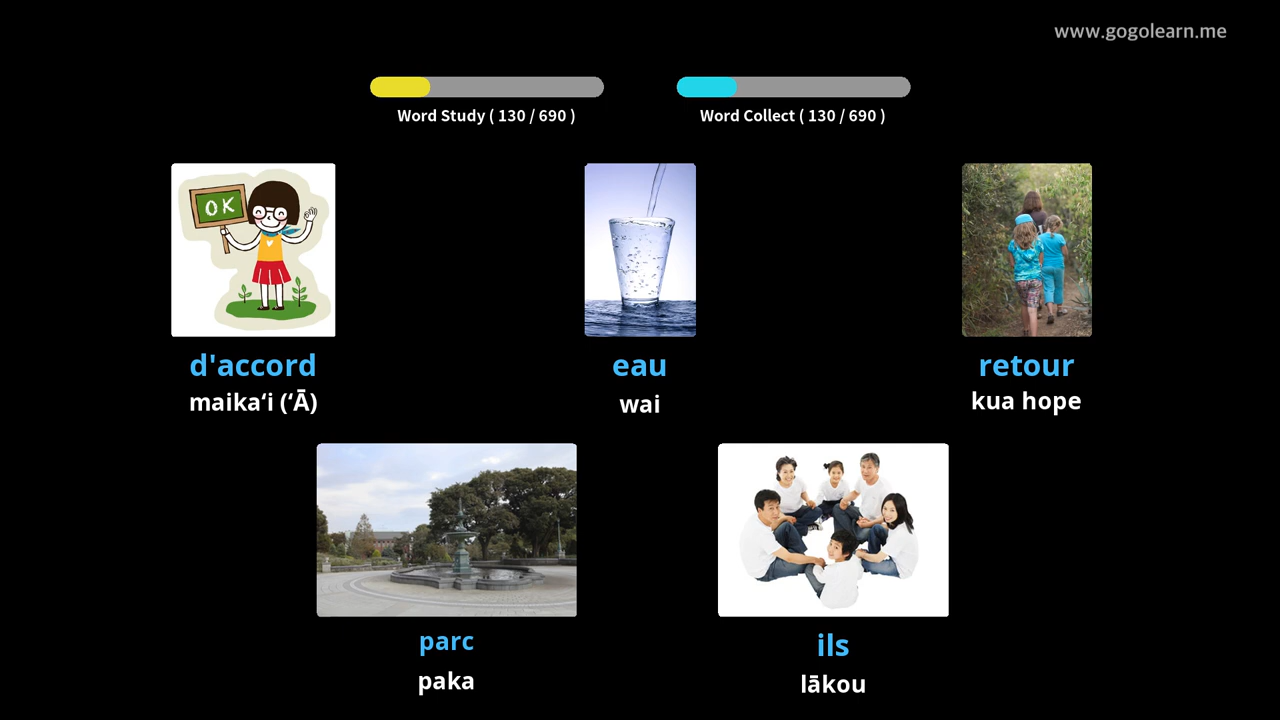 www.gogolearn.me
Word Study ( 130 / 690 )
Word Collect ( 130 / 690 )
OK
d'accord
maikaʻi (ʻĀ)
eau
wai
retour
kua hope
parc
paka
ils
lākou